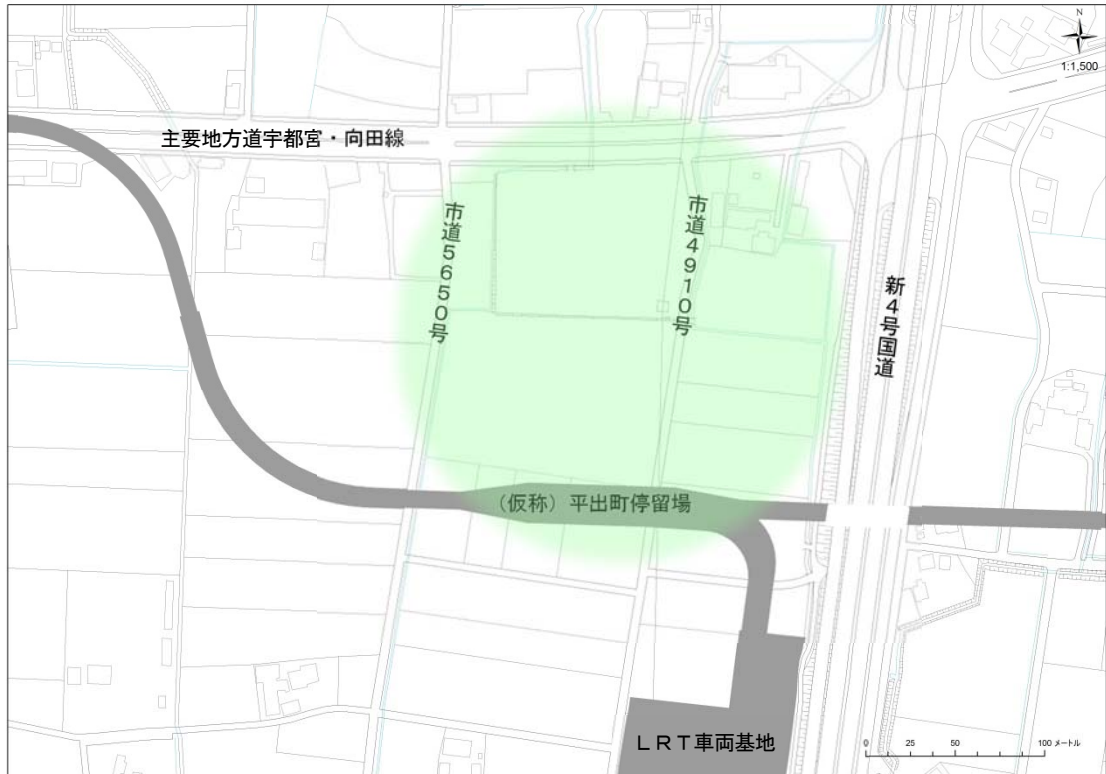 N
1:1,500
主要地方道宇都宮・向田線
市道5650号
市道4910号
新4号国道
（仮称）平出町停留場
LRT車両基地
0 25 50 100 メートル